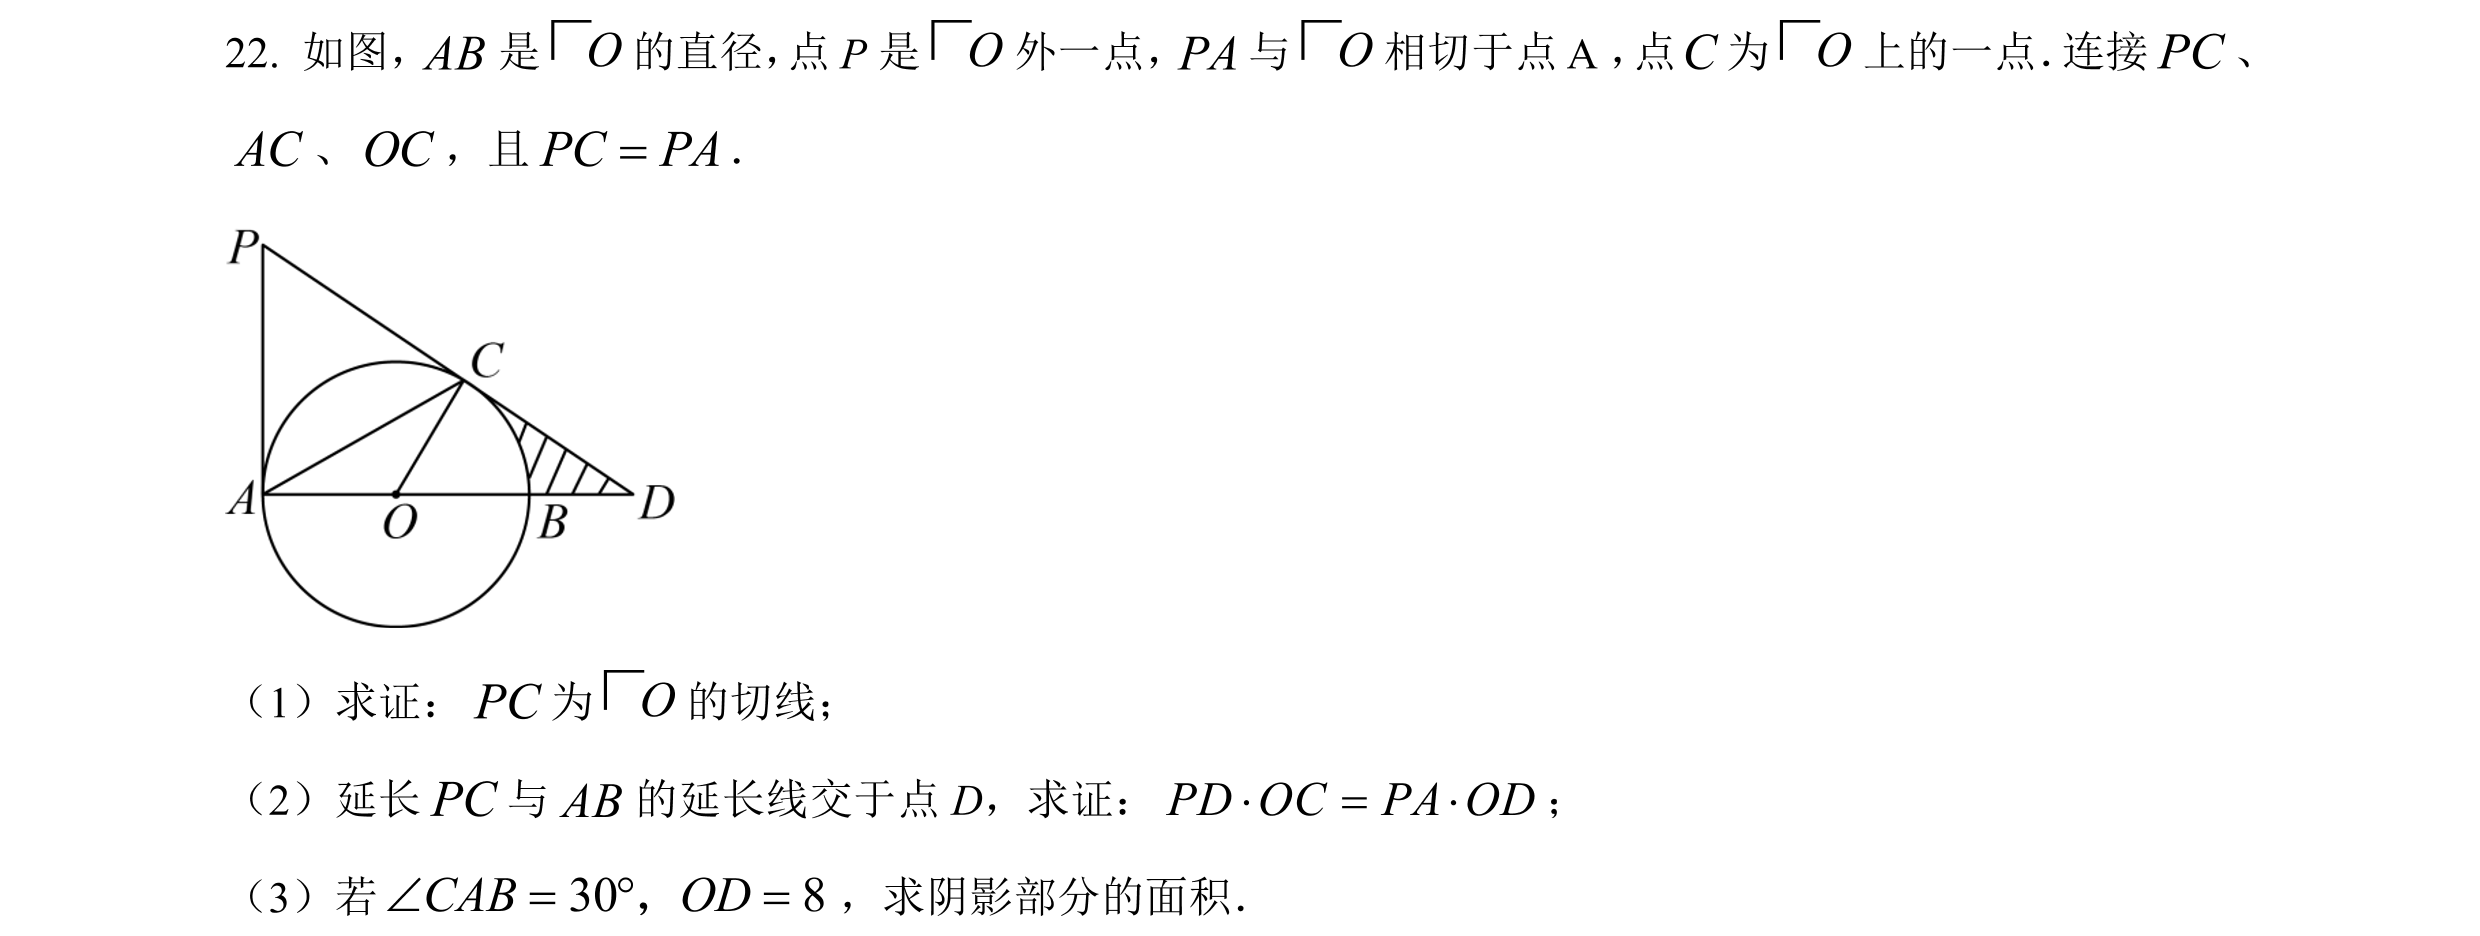 22. 如图，AB 是⎾O 的直径，点 P 是⎾O 外一点，PA 与⎾O 相切于点 A，点 C 为⎾O 上的一点．连接 PC 、
AC 、OC，且 PC = PA．
P
C
A
O
B
D
（1）求证：PC 为⎾O 的切线；
（2）延长 PC 与 AB 的延长线交于点 D，求证：PD·OC = PA·OD；
（3）若∠CAB = 30°，OD = 8，求阴影部分的面积．